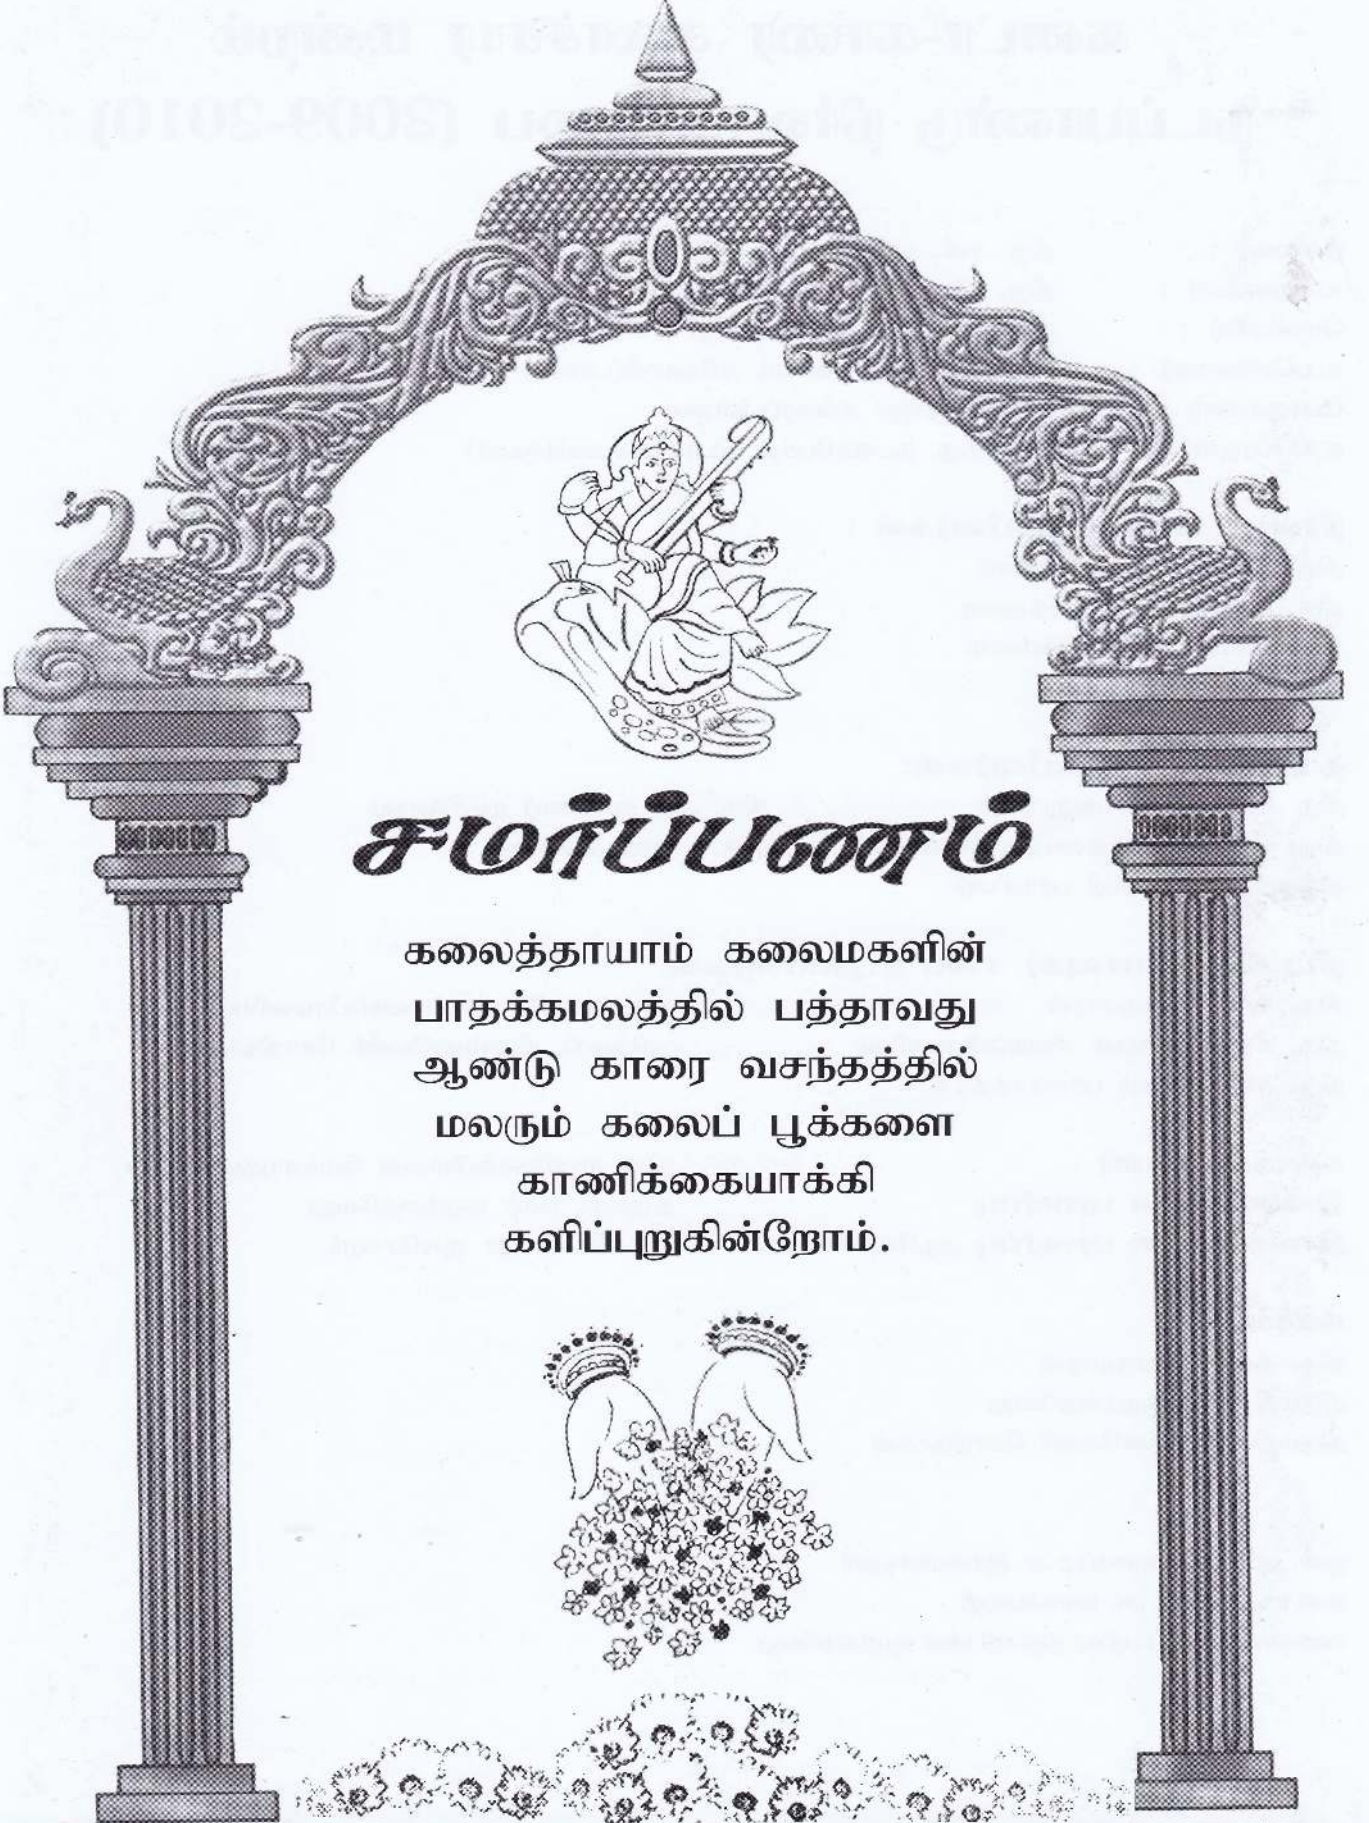 சமர்ப்பணம்
கலைத்தாயாம் கலைமகளின்
பாதக்கமலத்தில் பத்தாவது
ஆண்டு காரை வசந்தத்தில்
மலரும் கலைப் பூக்களை
காணிக்கையாக்கி
களிப்புறுகின்றோம்.